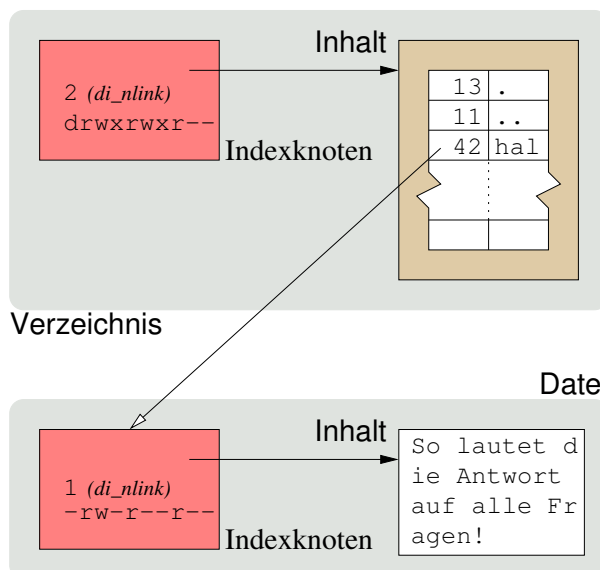 Inhalt
2 (di_nlink)
drwxrwxr--
Indexknoten
13 .
11 ..
42 hal
Verzeichnis
Date
Inhalt
1 (di_nlink)
-rw-r--r--
Indexknoten
So lautet d
ie Antwort
auf alle Fr
agen!